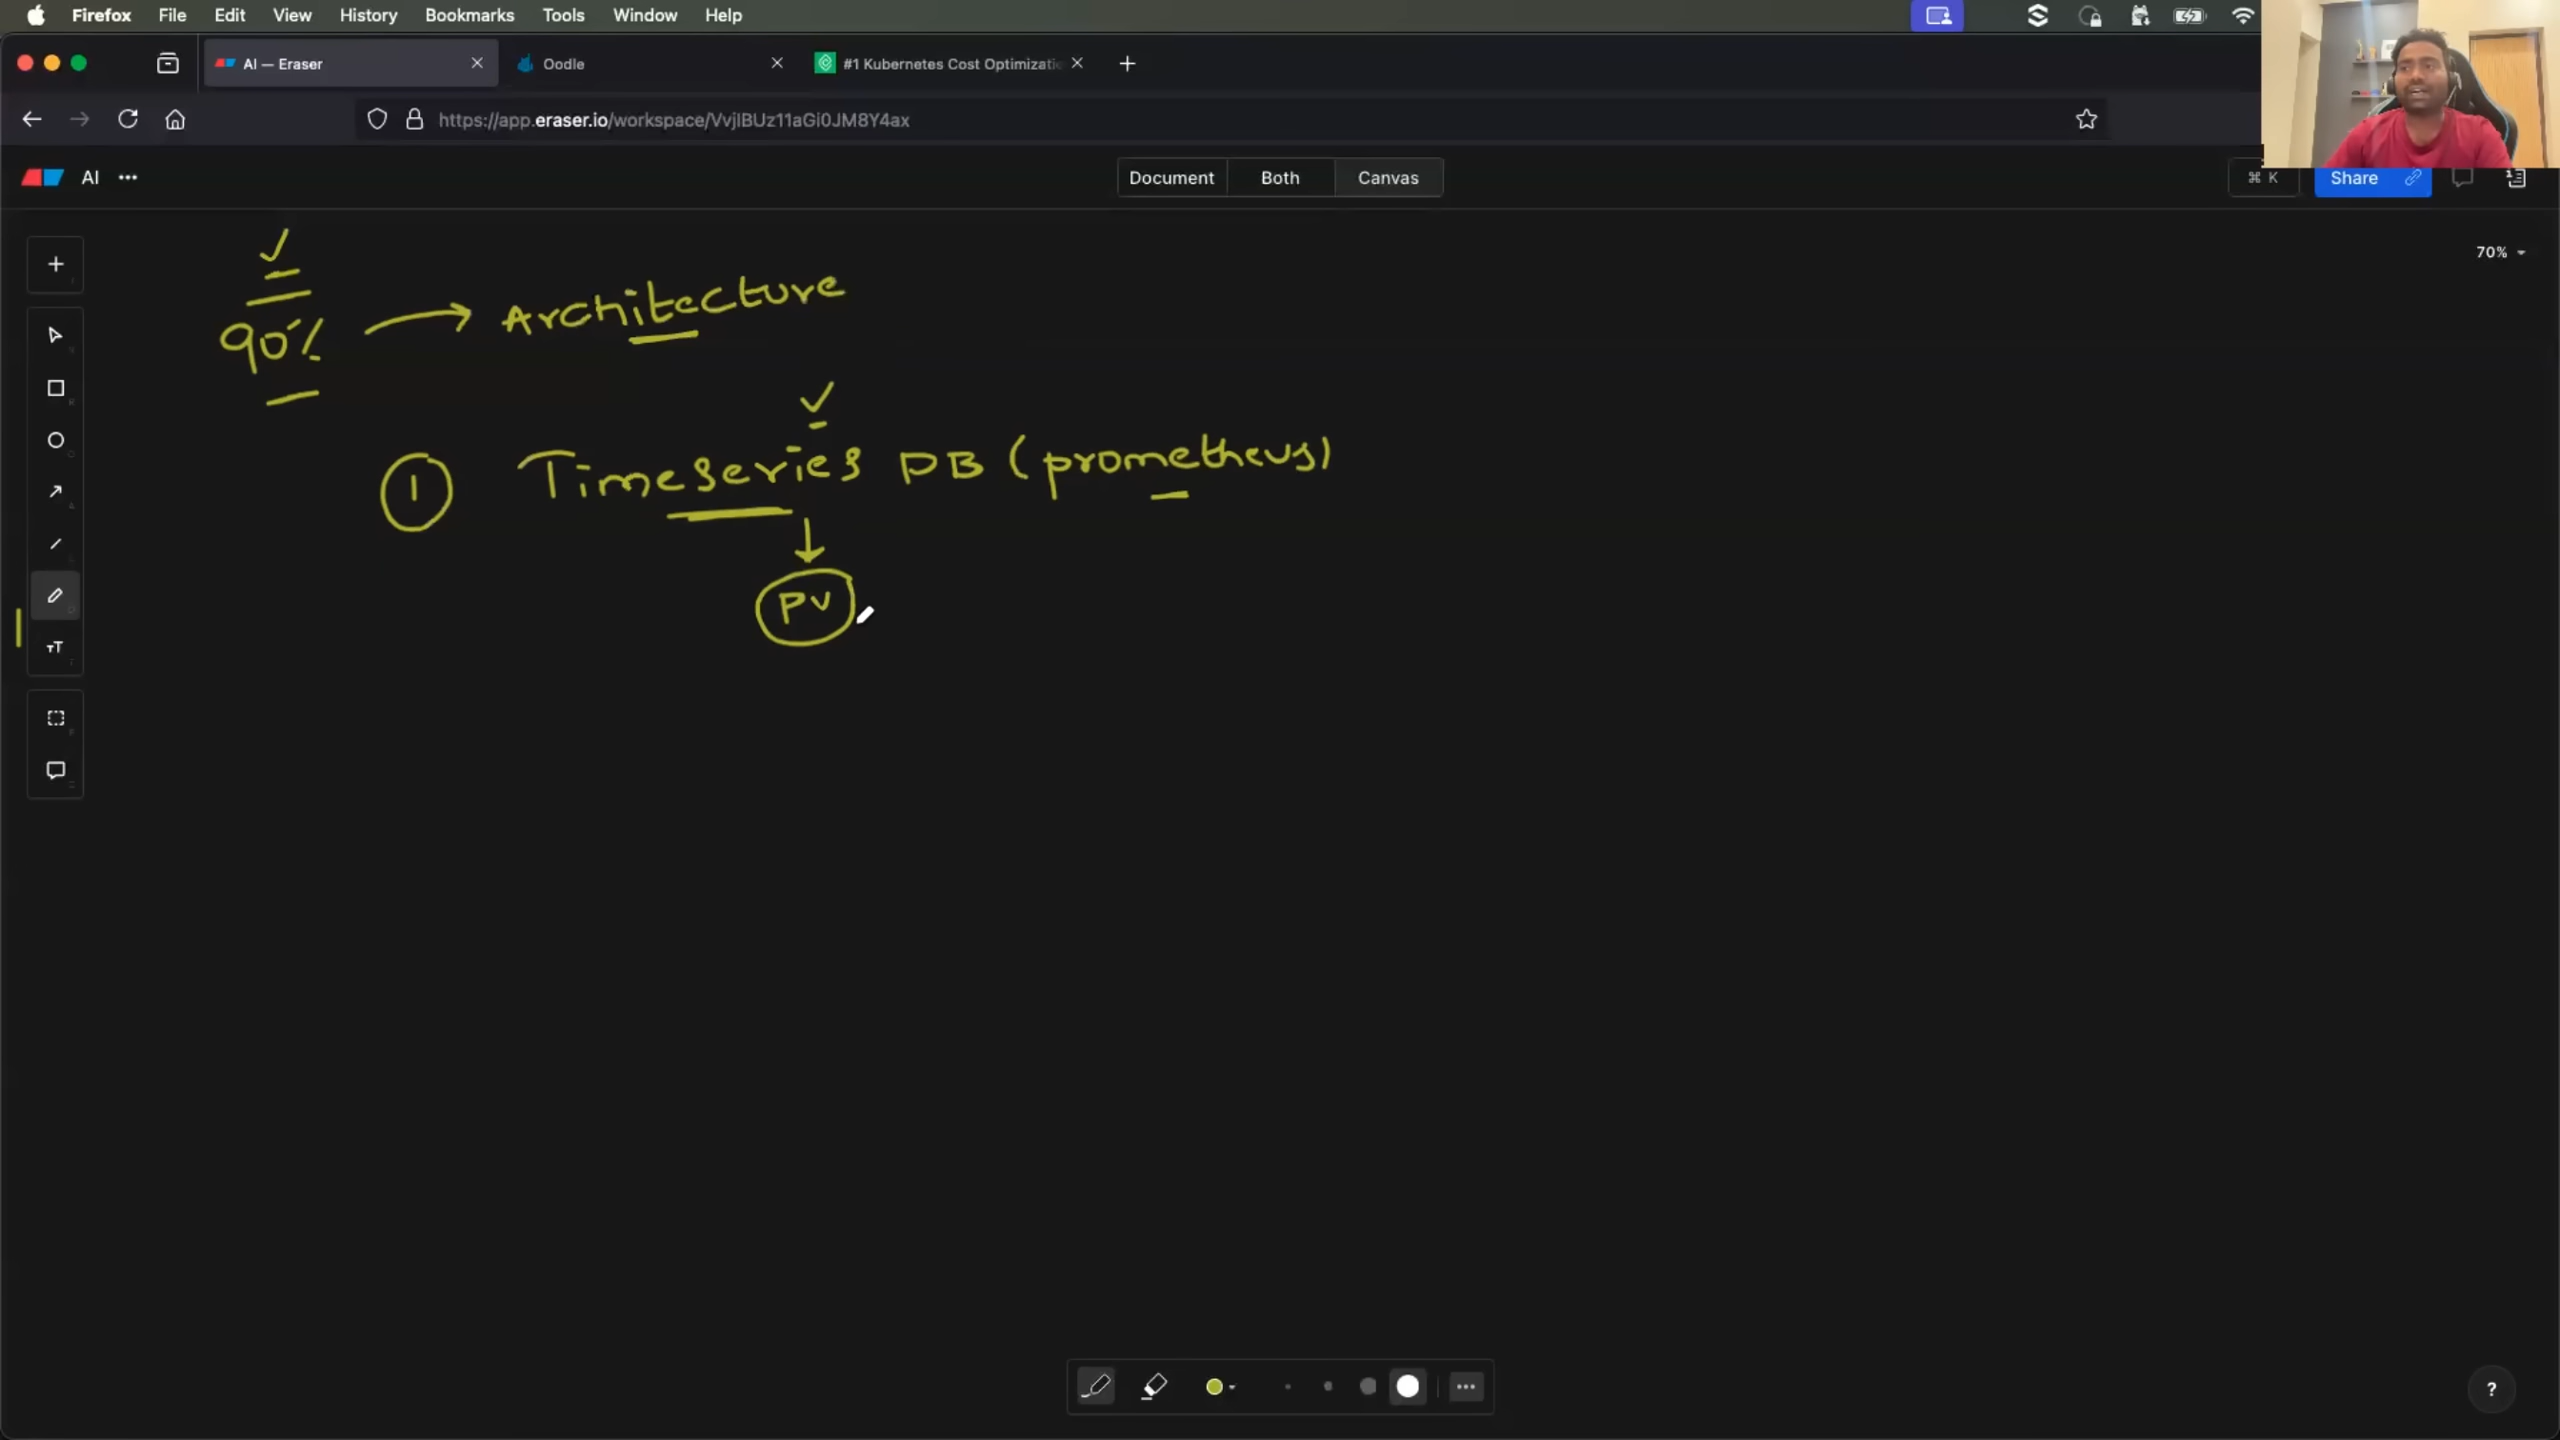 Firefox File Edit View History Bookmarks Tools Window Help
AI — Eraser
Oodle
#1 Kubernetes Cost Optimizatio
https://app.eraser.io/workspace/VvjlBUz11aGi0JM8Y4ax
AI
Document Both Canvas
⌘ K
Share
70%
90% → Architecture
1 Timeseries DB (prometheus)
PV
TT
?